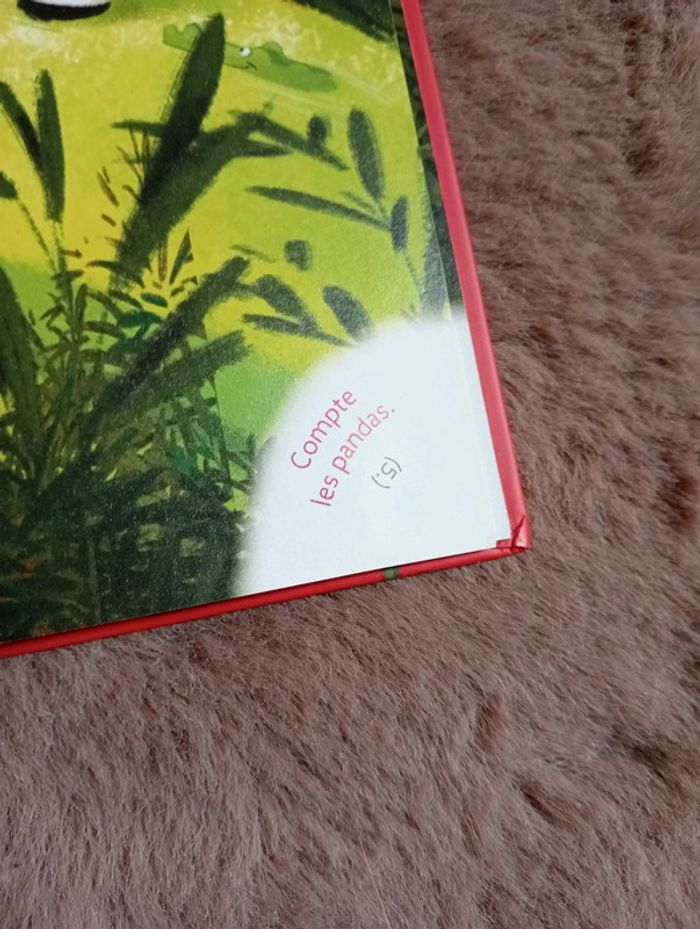 Compte
les pandas.
(5.)